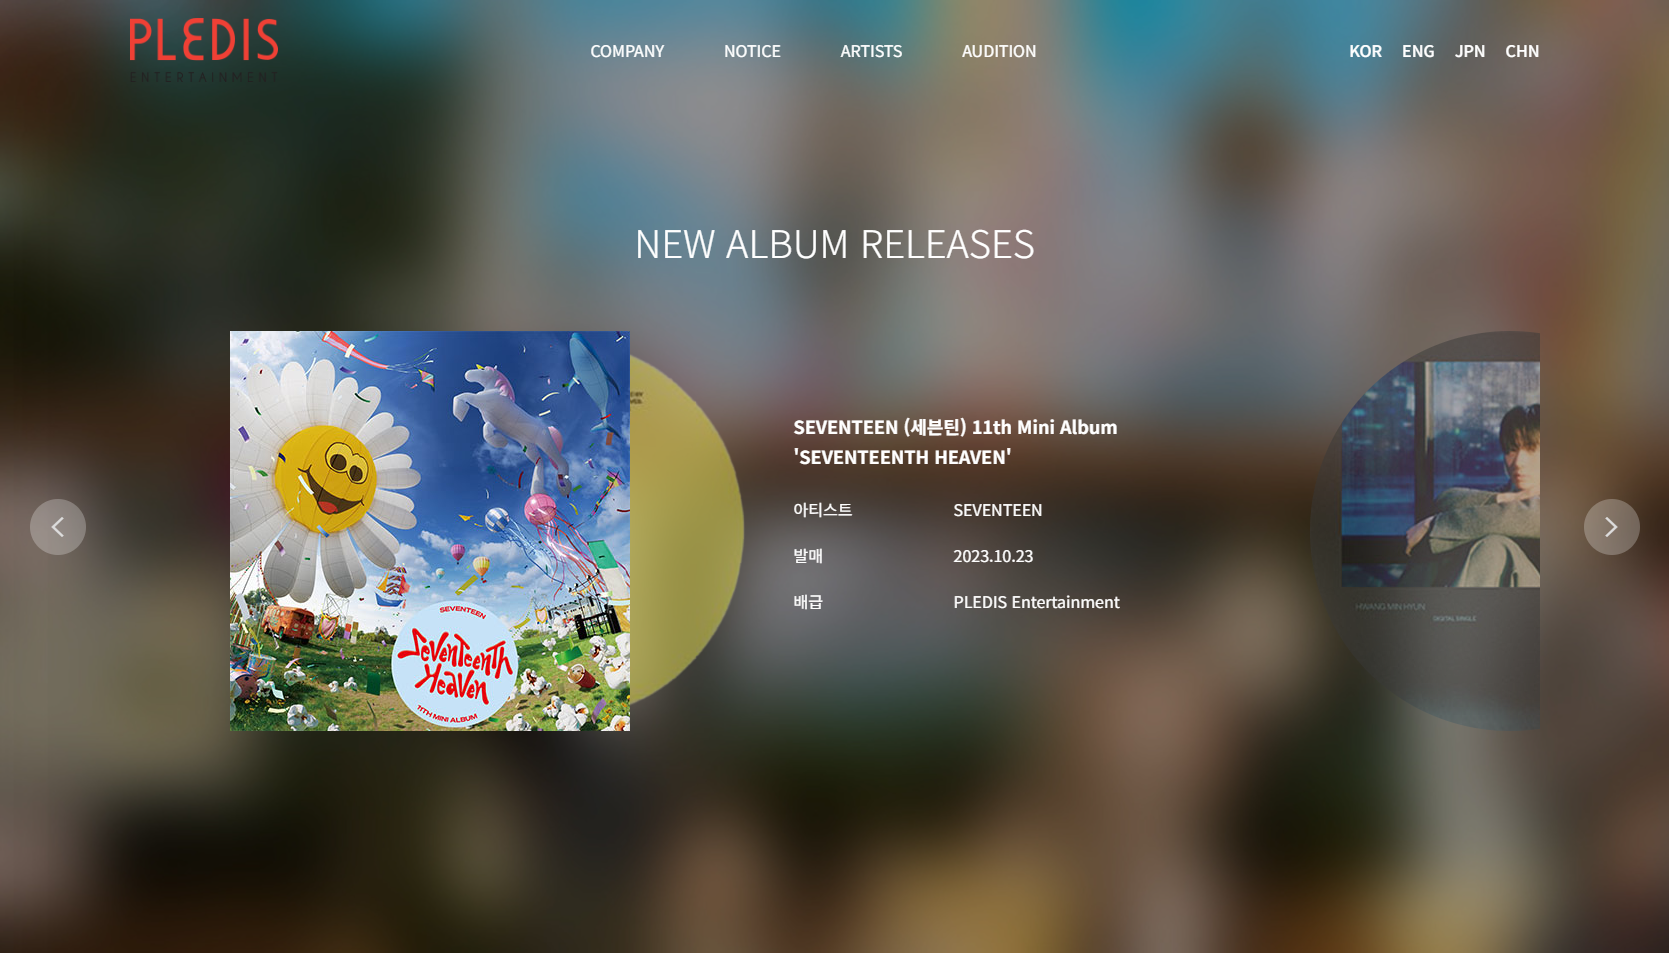 PLEDIS
ENTERTAINMENT
COMPANY NOTICE ARTISTS AUDITION
KOR ENG JPN CHN
NEW ALBUM RELEASES
SEVENTEEN
SeVenTeenTh
HeaVen
11TH MINI ALBUM
SEVENTEEN (세븐틴) 11th Mini Album
'SEVENTEENTH HEAVEN'
아티스트 SEVENTEEN
발매 2023.10.23
배급 PLEDIS Entertainment
HWANG MIN HYUN
DIGITAL SINGLE